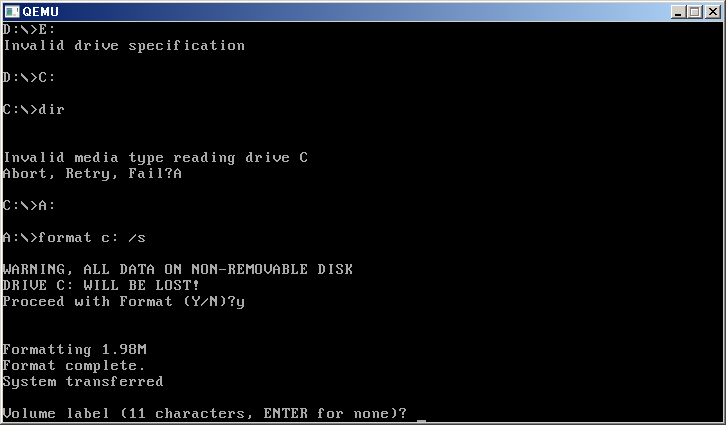 QEMU
D:\>E:
Invalid drive specification
D:\>C:
C:\>dir
Invalid media type reading drive C
Abort, Retry, Fail?A
C:\>A:
A:\>format c: /s
WARNING, ALL DATA ON NON-REMOVABLE DISK
DRIVE C: WILL BE LOST!
Proceed with Format (Y/N)?y
Formatting 1.98M
Format complete.
System transferred
Volume label (11 characters, ENTER for none)? _